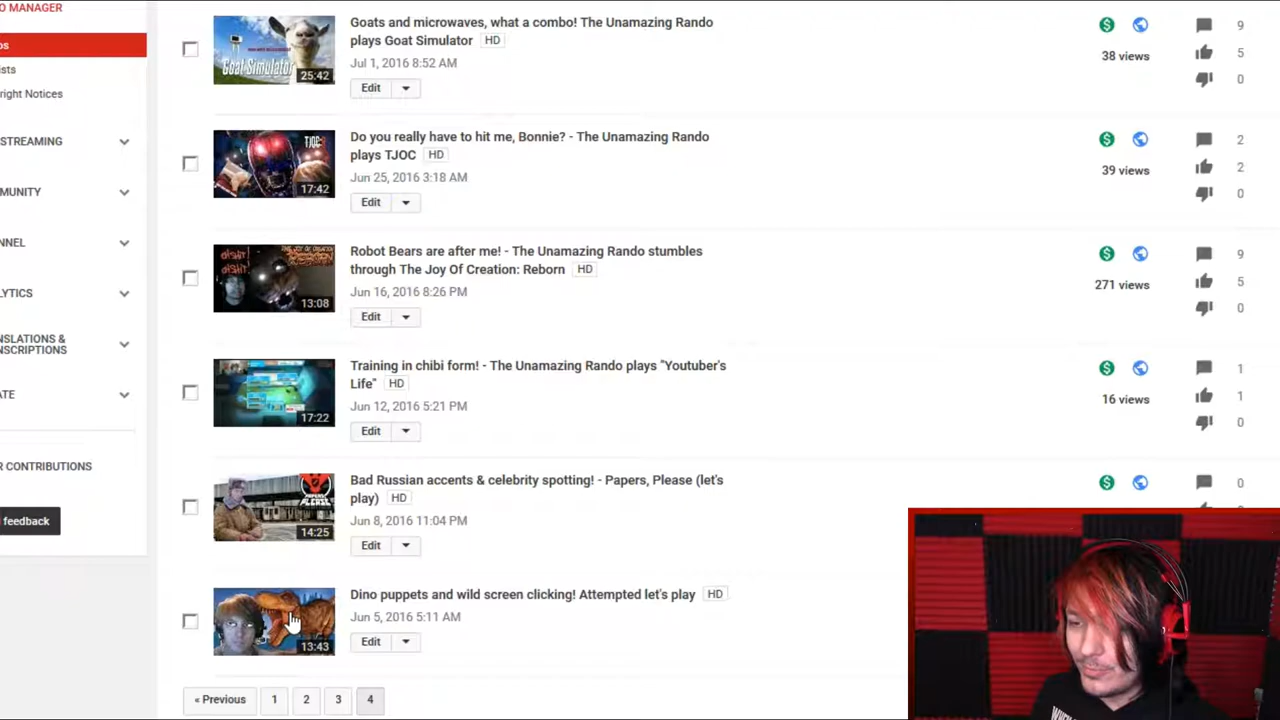 O MANAGER
os
ists
right Notices
STREAMING
MUNITY
NNEL
LYTICS
NSLATIONS &
NSCRIPTIONS
ATE
R CONTRIBUTIONS
feedback
Goat Simulator
25:42
Goats and microwaves, what a combo! The Unamazing Rando
plays Goat Simulator HD
Jul 1, 2016 8:52 AM
Edit
38 views
9
5
0
TJOC
17:42
Do you really have to hit me, Bonnie? - The Unamazing Rando
plays TJOC HD
Jun 25, 2016 3:18 AM
Edit
39 views
2
2
0
13:08
Robot Bears are after me! - The Unamazing Rando stumbles
through The Joy Of Creation: Reborn HD
Jun 16, 2016 8:26 PM
Edit
271 views
9
5
0
17:22
Training in chibi form! - The Unamazing Rando plays "Youtuber's
Life" HD
Jun 12, 2016 5:21 PM
Edit
16 views
1
1
0
PAPERS
PLEASE
14:25
Bad Russian accents & celebrity spotting! - Papers, Please (let's
play) HD
Jun 8, 2016 11:04 PM
Edit
0
13:43
Dino puppets and wild screen clicking! Attempted let's play HD
Jun 5, 2016 5:11 AM
Edit
« Previous 1 2 3 4